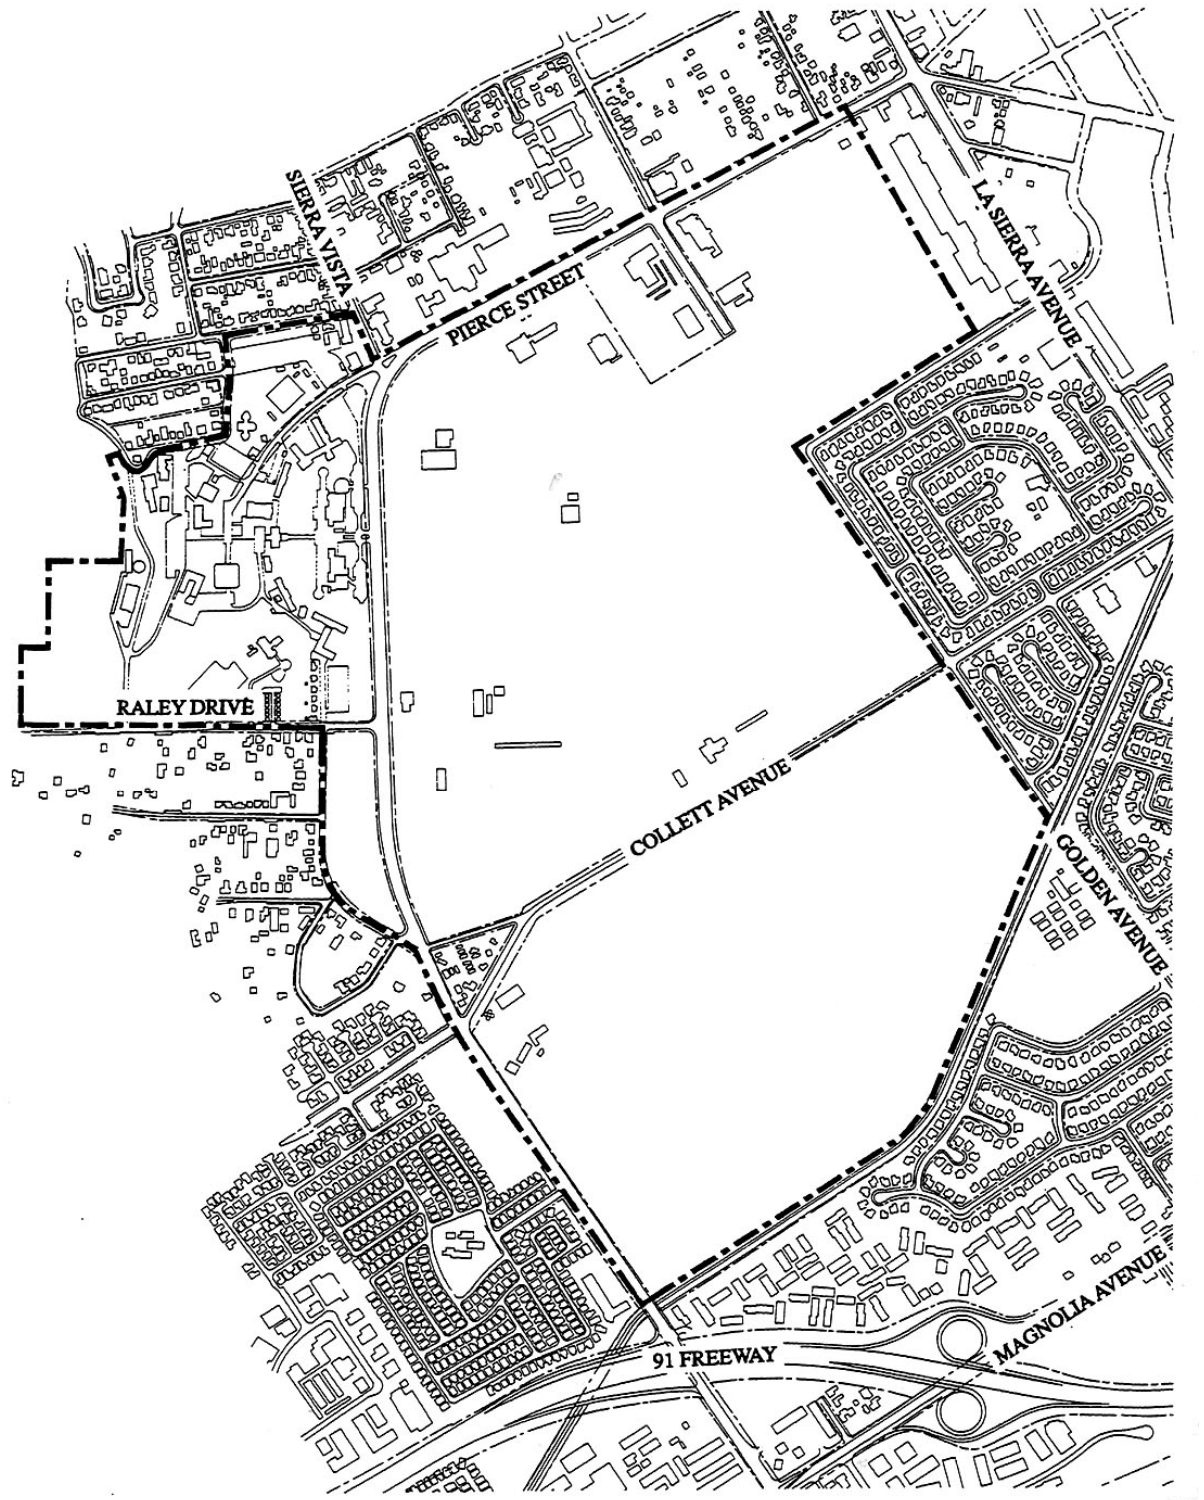 SIERRA VISTA
LA SIERRA AVENUE
PIERCE STREET
RALEY DRIVE
COLLETT AVENUE
GOLDEN AVENUE
MAGNOLIA AVENUE
91 FREEWAY